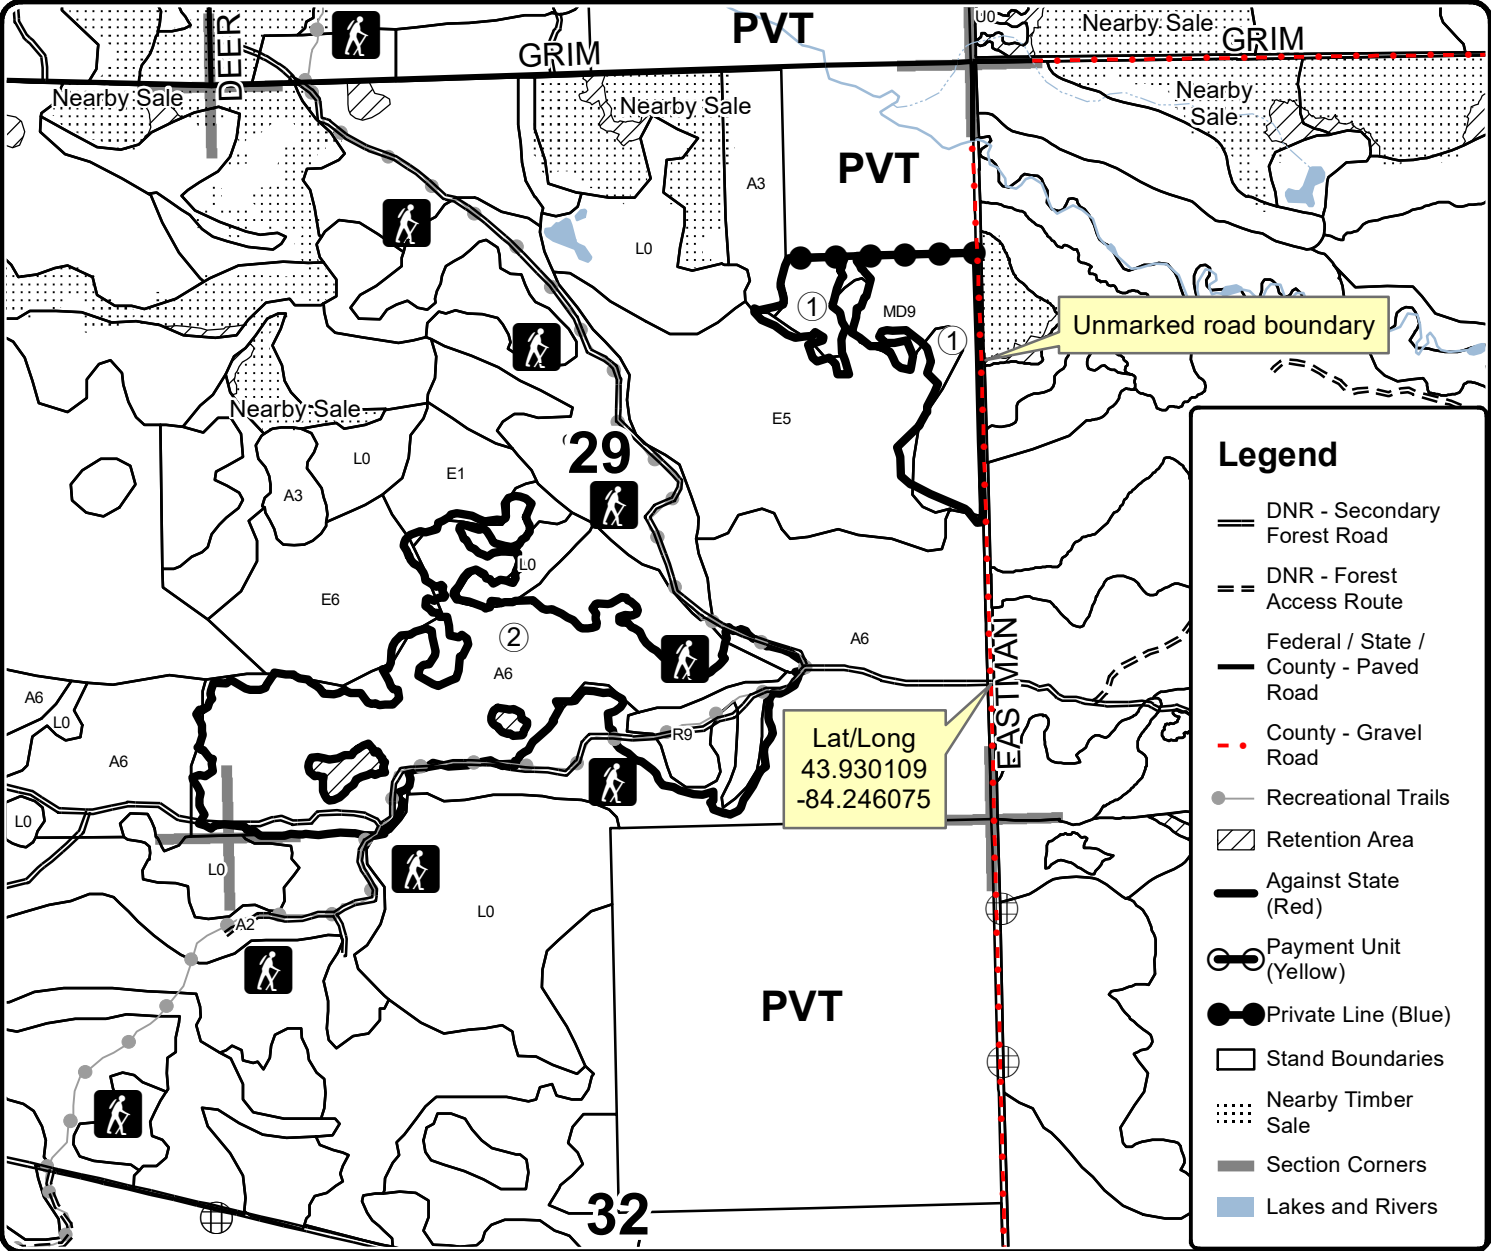 PVT
U0
Nearby Sale
GRIM
GRIM
DEER
Nearby Sale
Nearby Sale
Nearby
Sale
PVT
A3
L0
1
MD9
1
Unmarked road boundary
Nearby Sale
E5
29
L0
E1
A3
L0
E6
2
A6
A6
A6
L0
A6
R9
EASTMAN
Lat/Long
43.930109
-84.246075
L0
L0
L0
A2
PVT
32
Legend
DNR - Secondary
Forest Road
DNR - Forest
Access Route
Federal / State /
County - Paved
Road
County - Gravel
Road
Recreational Trails
Retention Area
Against State
(Red)
Payment Unit
(Yellow)
Private Line (Blue)
Stand Boundaries
Nearby Timber
Sale
Section Corners
Lakes and Rivers